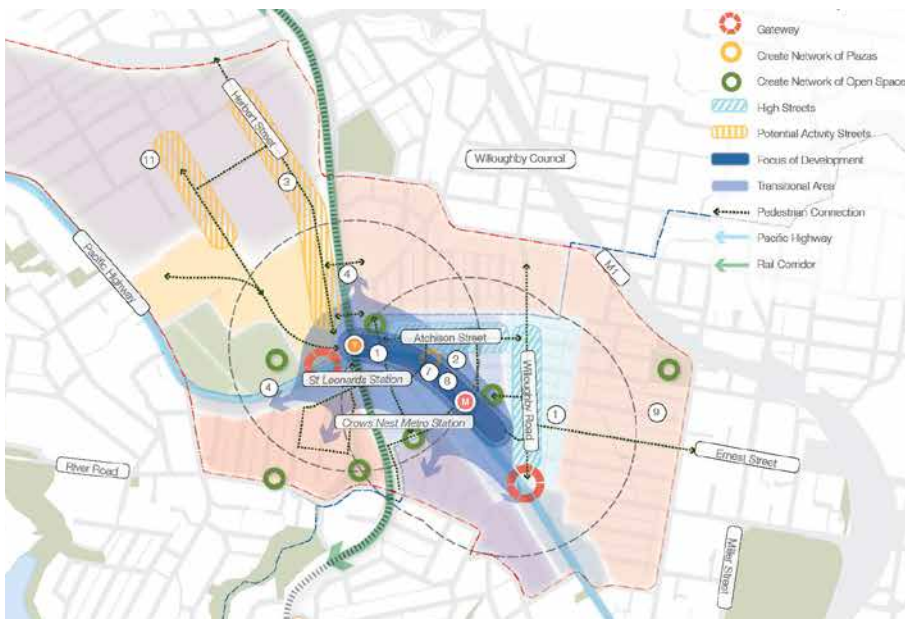 Gateway
Create Network of Plazas
Create Network of Open Space
High Streets
Potential Activity Streets
Focus of Development
Transitional Area
Pedestrian Connection
Pacific Highway
Rail Corridor
Herbert Street
11
3
Willoughby Council
Pacific Highway
M1
4
Atchison Street
T
1
2
7
8
St Leonards Station
4
M
Willoughby Road
1
9
Crows Nest Metro Station
Ernest Street
River Road
Miller Street